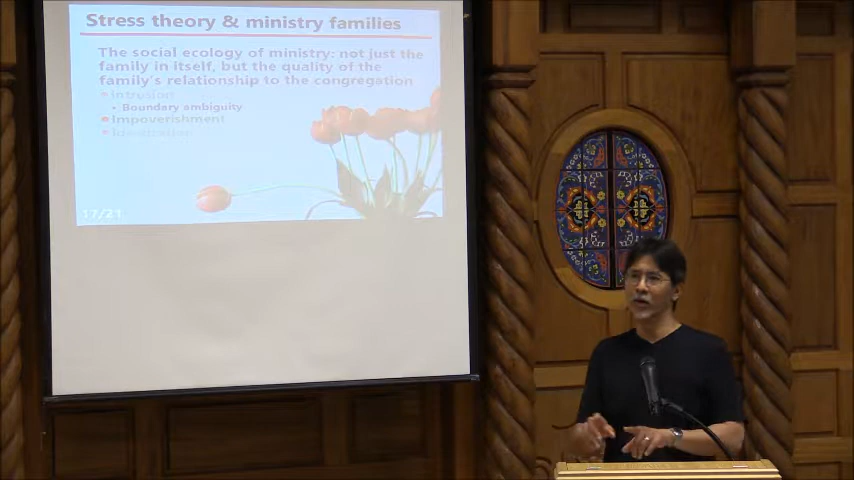 Stress theory & ministry families
The social ecology of ministry: not just the
family in itself, but the quality of the
family's relationship to the congregation
Intrusion
Boundary ambiguity
Impoverishment
Idealization
17/21